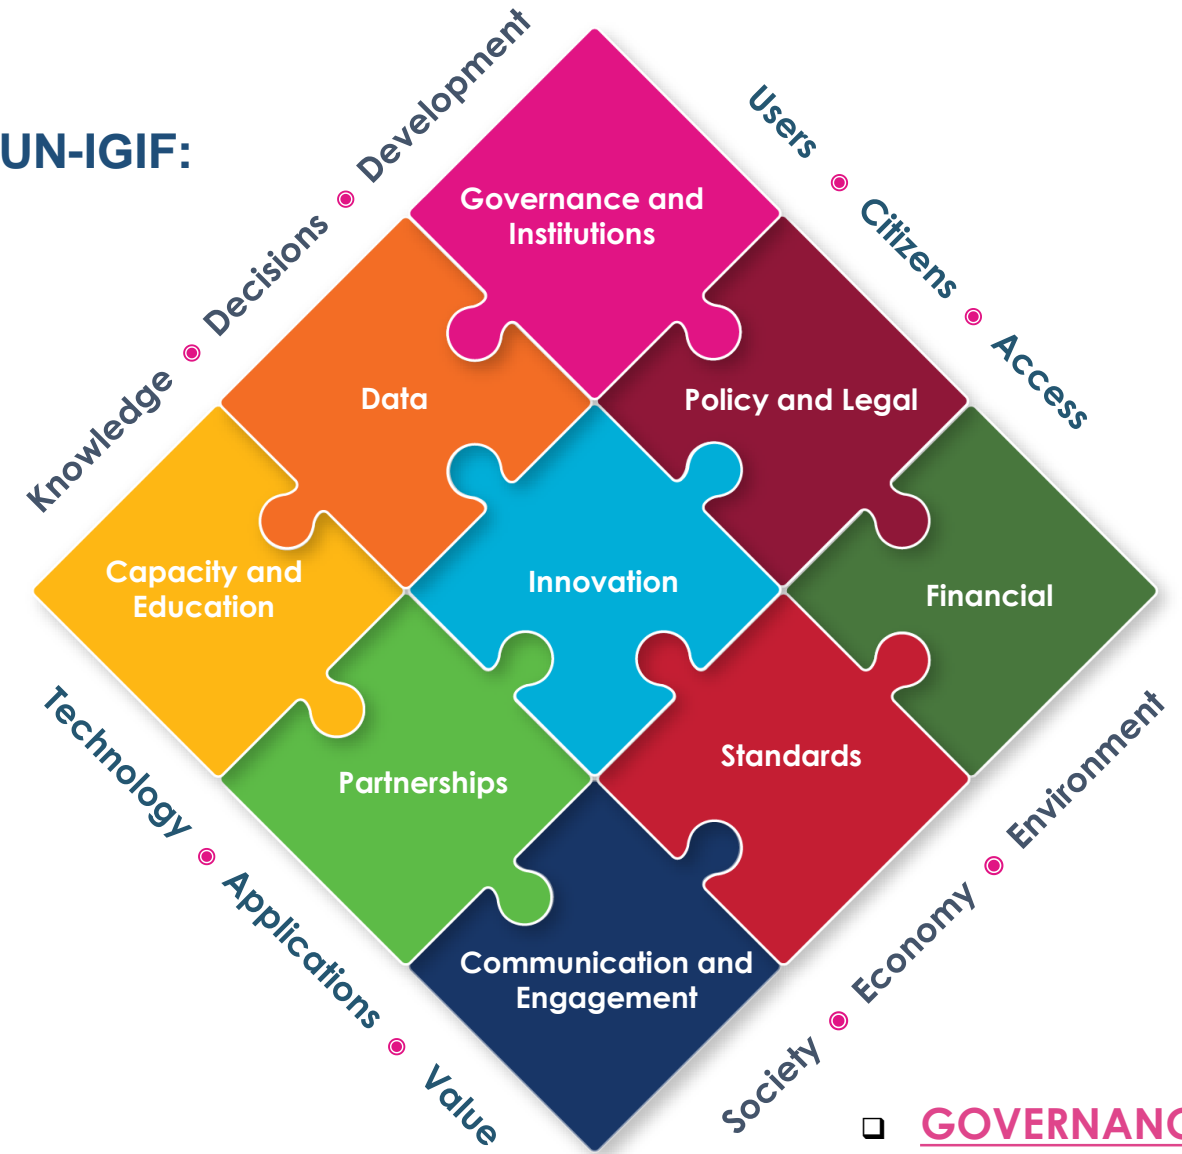 UN-IGIF:
Knowledge ◉ Decisions ◉ Development
Users ◉ Citizens ◉ Access
Governance and
Institutions
Data
Policy and Legal
Capacity and
Education
Innovation
Financial
Partnerships
Standards
Communication and
Engagement
Technology ◉ Applications ◉ Value
Society ◉ Economy ◉ Environment
❑ GOVERNANC